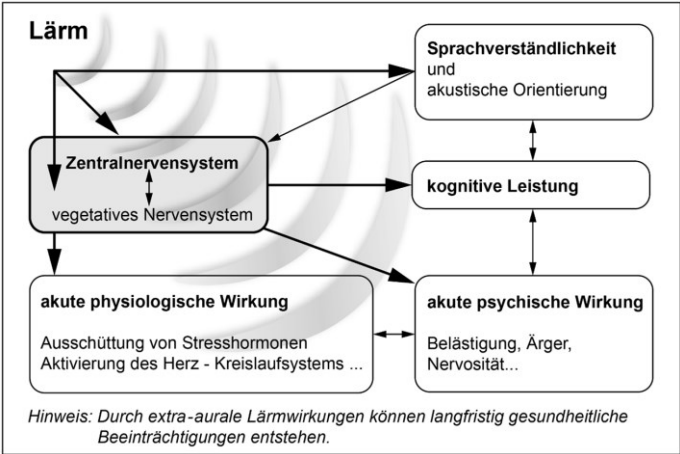 Lärm
Sprachverständlichkeit
und
akustische Orientierung
Zentralnervensystem
vegetatives Nervensystem
kognitive Leistung
akute physiologische Wirkung
Ausschüttung von Stresshormonen
Aktivierung des Herz - Kreislaufsystems ...
akute psychische Wirkung
Belästigung, Ärger,
Nervosität...
Hinweis: Durch extra-aurale Lärmwirkungen können langfristig gesundheitliche
Beeinträchtigungen entstehen.